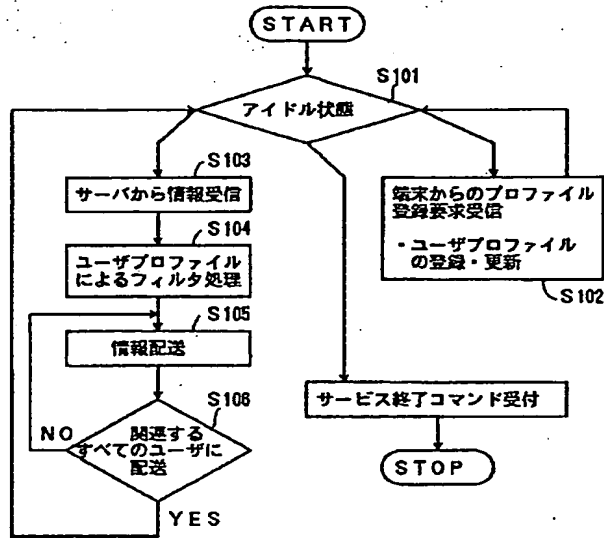 START
S101
アイドル状態
S103
サーバから情報受信
S104
ユーザプロファイル
によるフィルタ処理
S105
情報配送
S106
関連する
すべてのユーザに
配送
NO
YES
端末からのプロファイル
登録要求受信
・ユーザプロファイル
の登録・更新
S102
サービス終了コマンド受付
STOP